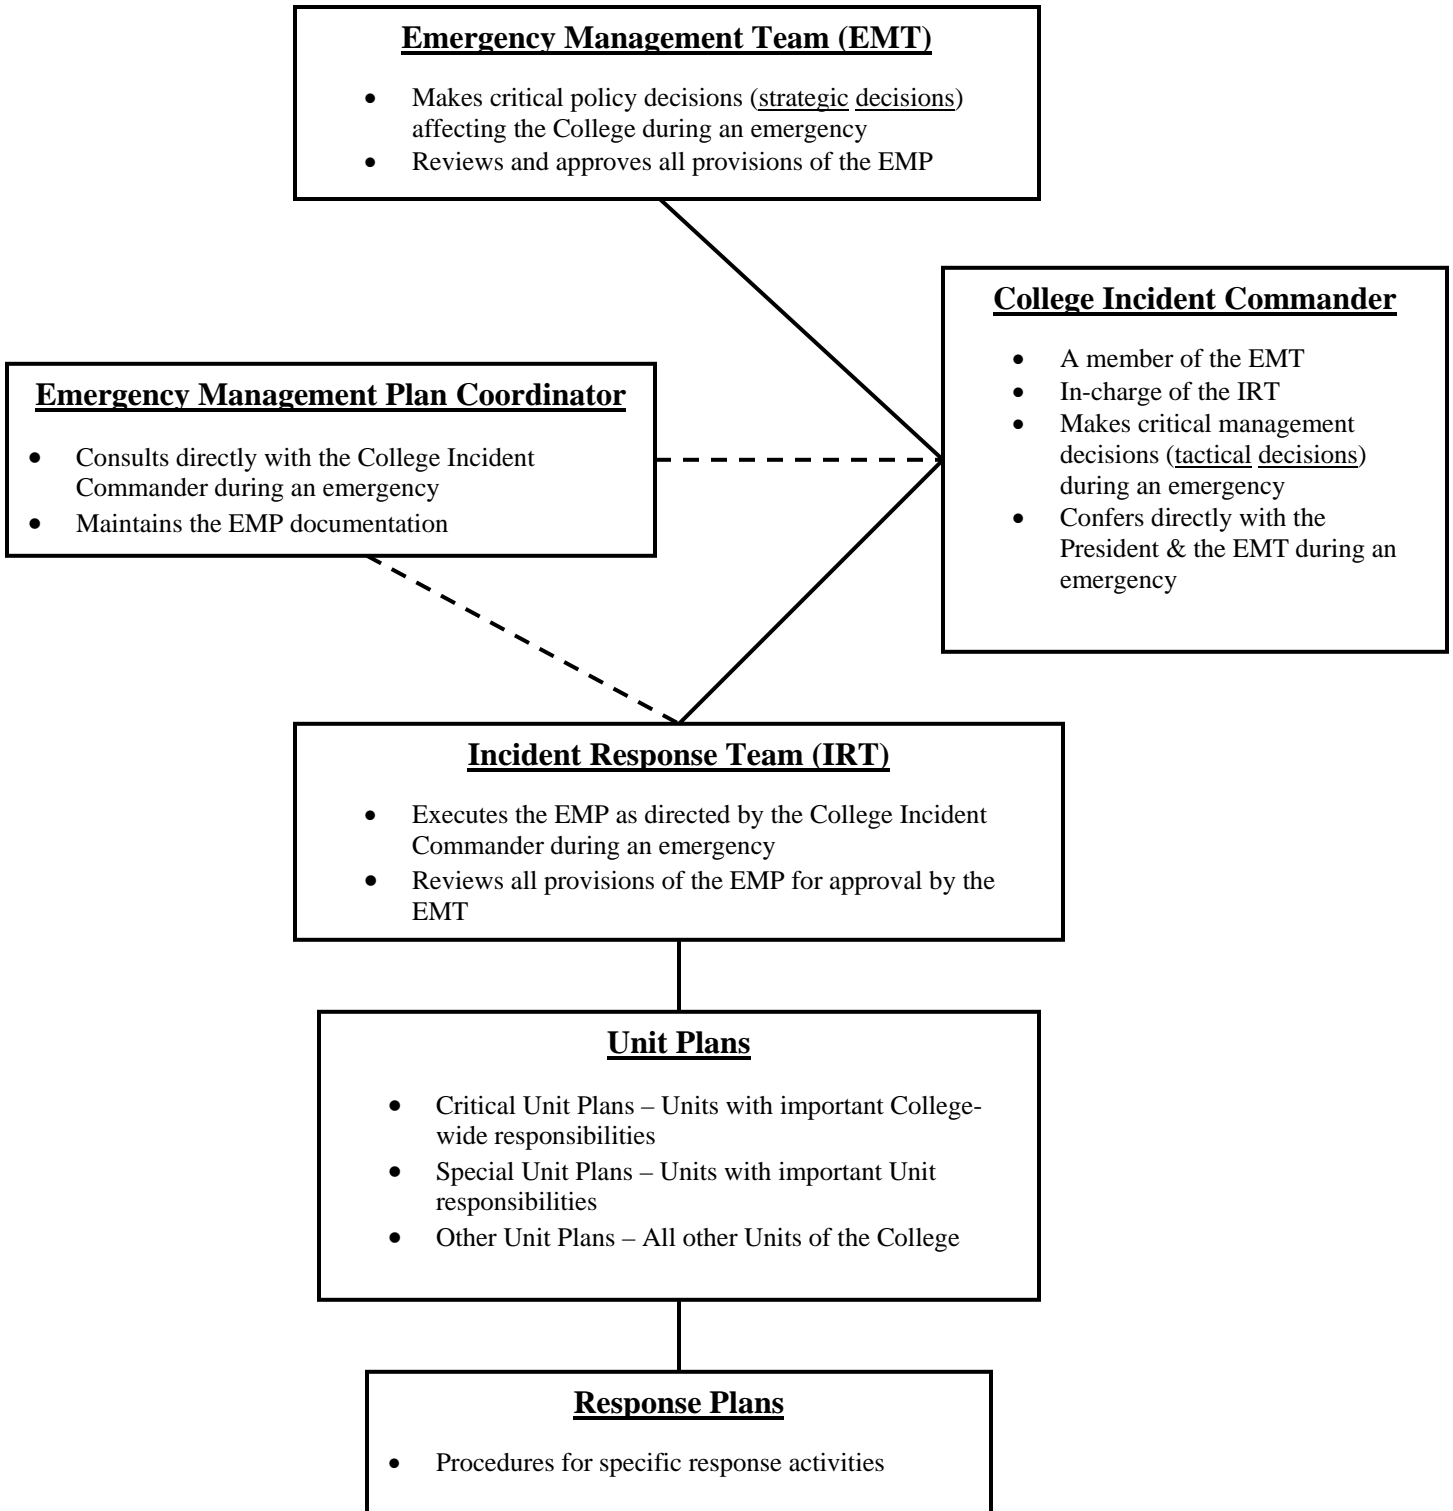 Emergency Management Team (EMT)
• Makes critical policy decisions (strategic decisions)
affecting the College during an emergency
• Reviews and approves all provisions of the EMP
College Incident Commander
• A member of the EMT
• In-charge of the IRT
• Makes critical management
decisions (tactical decisions)
during an emergency
• Confers directly with the
President & the EMT during an
emergency
Emergency Management Plan Coordinator
• Consults directly with the College Incident
Commander during an emergency
• Maintains the EMP documentation
Incident Response Team (IRT)
• Executes the EMP as directed by the College Incident
Commander during an emergency
• Reviews all provisions of the EMP for approval by the
EMT
Unit Plans
• Critical Unit Plans – Units with important College-
wide responsibilities
• Special Unit Plans – Units with important Unit
responsibilities
• Other Unit Plans – All other Units of the College
Response Plans
• Procedures for specific response activities